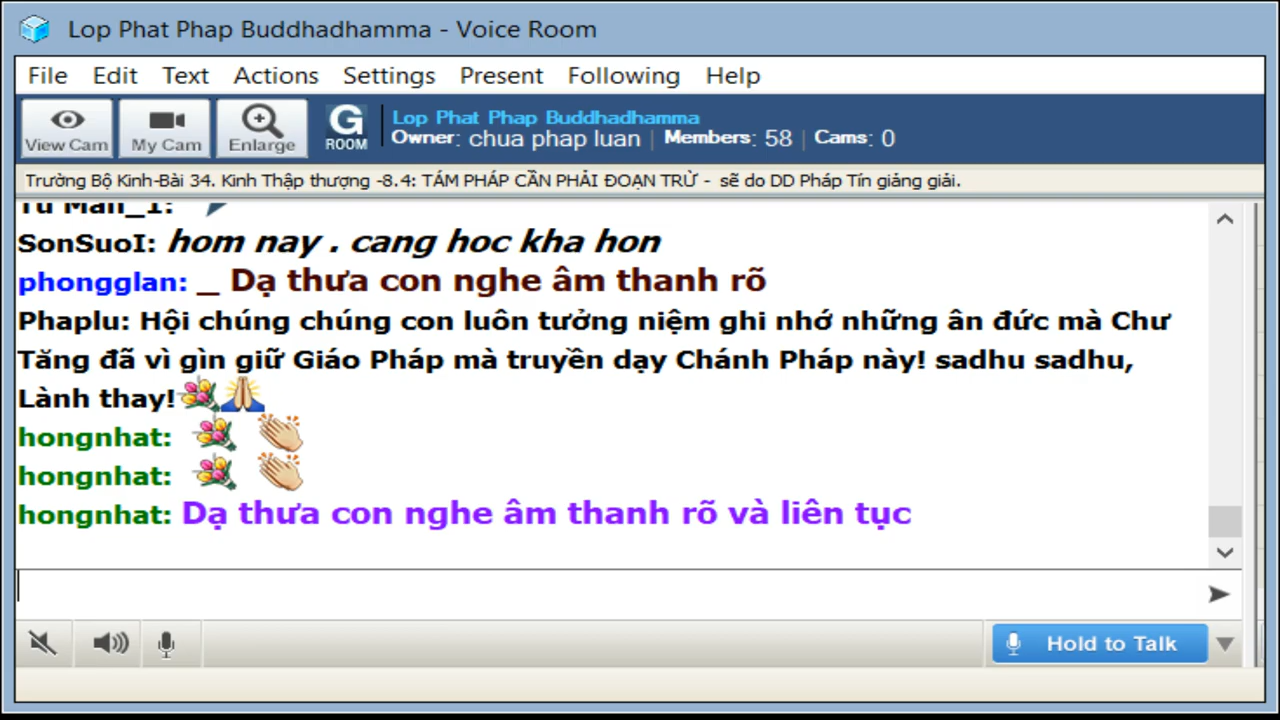 Lop Phat Phap Buddhadhamma - Voice Room
File Edit Text Actions Settings Present Following Help
View Cam My Cam Enlarge G ROOM
Lop Phat Phap Buddhadhamma
Owner: chua phap luan | Members: 58 | Cams: 0
Trường Bộ Kinh-Bài 34. Kinh Thập thượng -8.4: TÁM PHÁP CẦN PHẢI ĐOẠN TRỪ - sẽ do DD Pháp Tín giảng giải.
SonSuoI: hom nay . cang hoc kha hon
phongglan: _ Dạ thưa con nghe âm thanh rõ
Phaplu: Hội chúng chúng con luôn tưởng niệm ghi nhớ những ân đức mà Chư
Tăng đã vì gìn giữ Giáo Pháp mà truyền dạy Chánh Pháp này! sadhu sadhu,
Lành thay!
hongnhat:
hongnhat:
hongnhat: Dạ thưa con nghe âm thanh rõ và liên tục
Hold to Talk